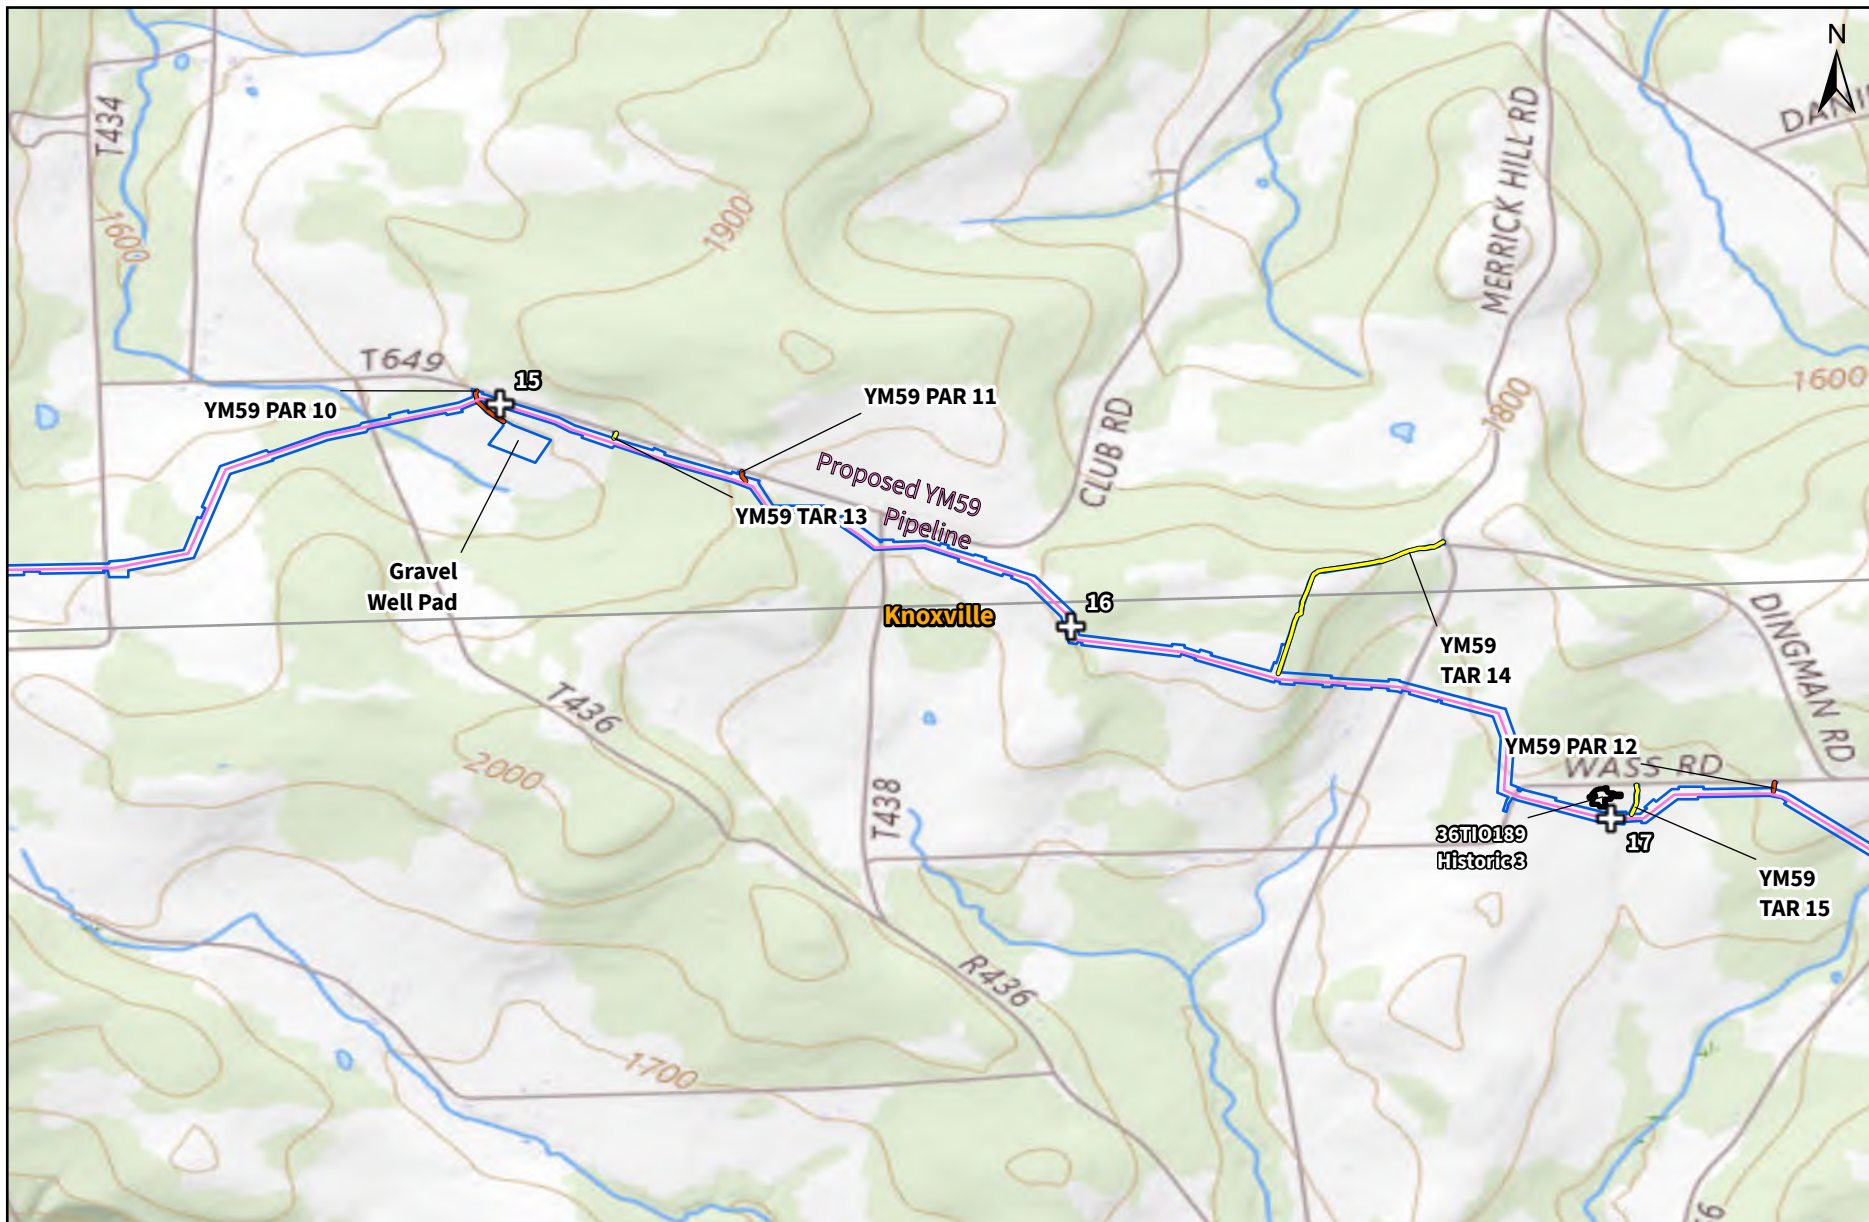 N
T434
MERRICK HILL RD
1600
1900
T649
15
1600
YM59 PAR 10
YM59 PAR 11
1800
CLUB RD
Proposed YM59
Pipeline
YM59 TAR 13
Gravel
Well Pad
16
Knoxville
YM59
TAR 14
DINGMAN RD
T436
YM59 PAR 12
WASS RD
2000
T438
36TIO189
Historic 3
17
YM59
TAR 15
R436
1700